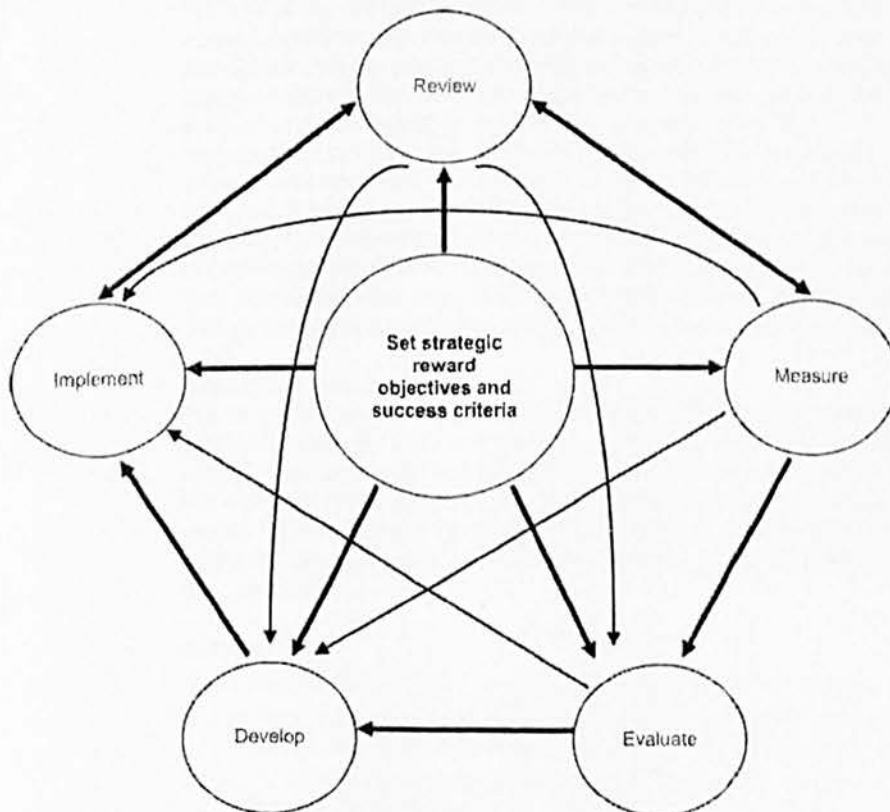 Review
Implement
Set strategic
reward
objectives and
success criteria
Measure
Develop
Evaluate